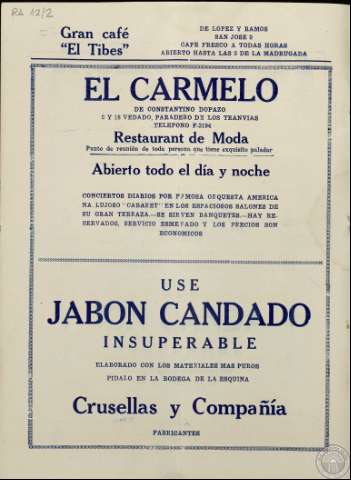 RA 12/2
Gran café
"El Tibes"
DE LOPEZ Y RAMOS
SAN JOSE 9
CAFE FRESCO A TODAS HORAS
ABIERTO HASTA LAS 2 DE LA MADRUGADA
EL CARMELO
DE CONSTANTINO DOPAZO
Y 18 VEDADO, PARADERO DE LOS TRANVIAS
TELEFONO F-2194
Restaurant de Moda
Punto de reunión de toda persona que tiene exquisito paladar
Abierto todo el día y noche
CONCIERTOS DIARIOS POR FAMOSA ORQUESTA AMERICA
NA. LUJOSO "CABARET" EN LOS ESPACIOSOS SALONES DE
SU GRAN TERRAZA.--SE SIRVEN BANQUETES.--HAY RE-
SERVADOS, SERVICIO ESMERADO Y LOS PRECIOS SON
ECONOMICOS
USE
JABON CANDADO
INSUPERABLE
ELABORADO CON LOS MATERIALES MAS PUROS
PIDALO EN LA BODEGA DE LA ESQUINA
Crusellas y Compañía
FABRICANTES